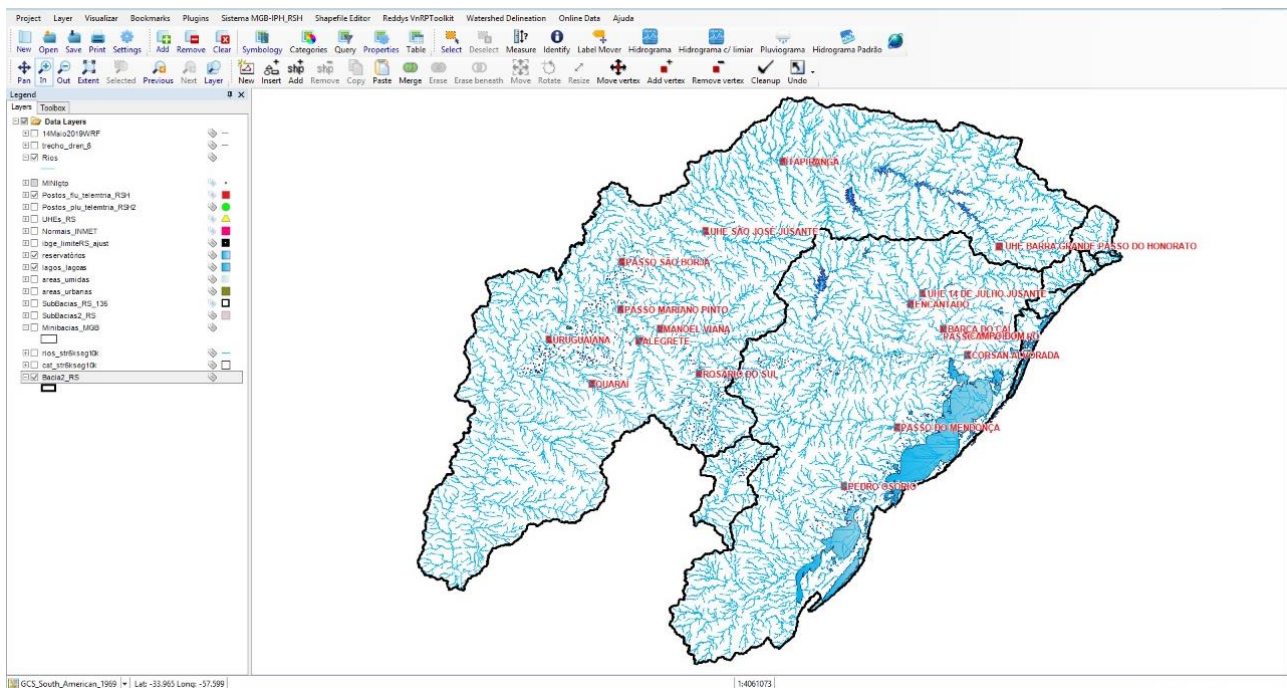 Project Layer Visualizar Bookmarks Plugins Sistema MGB-IPH_RSH Shapefile Editor Reddys VnRPToolkit Watershed Delineation Online Data Ajuda
New Open Save Print Settings Add Remove Clear Symbology Categories Query Properties Table Select Deselect Measure Identify Label Mover Hidrograma Hidrograma c/ limiar Pluviograma Hidrograma Padrão
Pan In Out Extent Selected Previous Next Layer New Insert Add Remove Copy Paste Merge Erase Erase beneath Move Rotate Resize Move vertex Add vertex Remove vertex Cleanup Undo
Legend
Layers Toolbox
Data Layers
14Maio2019WRF
trecho_dren_6
Rios
MINIgtp
Postos_flu_telemtria_RSH
Postos_plu_telemtria_RSH2
UHEs_RS
Normais_INMET
ibge_limiteRS_ajust
reservatórios
lagos_lagoas
areas_umidas
areas_urbanas
SubBacias_RS_136
SubBacias2_RS
Minibacias_MGB
rios_str6kseg10k
cat_str6kseg10k
Bacia2_RS
ITAPIRANGA
UHE SÃO JOSÉ JUSANTE
UHE BARRA GRANDE PASSO DO HONORATO
PASSO SÃO BORJA
UHE 14 DE JULHO JUSANTE
ENCANTADO
PASSO MARIANO PINTO
MANOEL VIANA
BARCA DO CAÍ
URUGUAIANA
ALEGRETE
CORSAN ALVORADA
ROSÁRIO DO SUL
QUARAÍ
PASSO DO MENDONÇA
PEDRO OSÓRIO
GCS_South_American_1969 Lat: -33.965 Long: -57.599 1:4061073